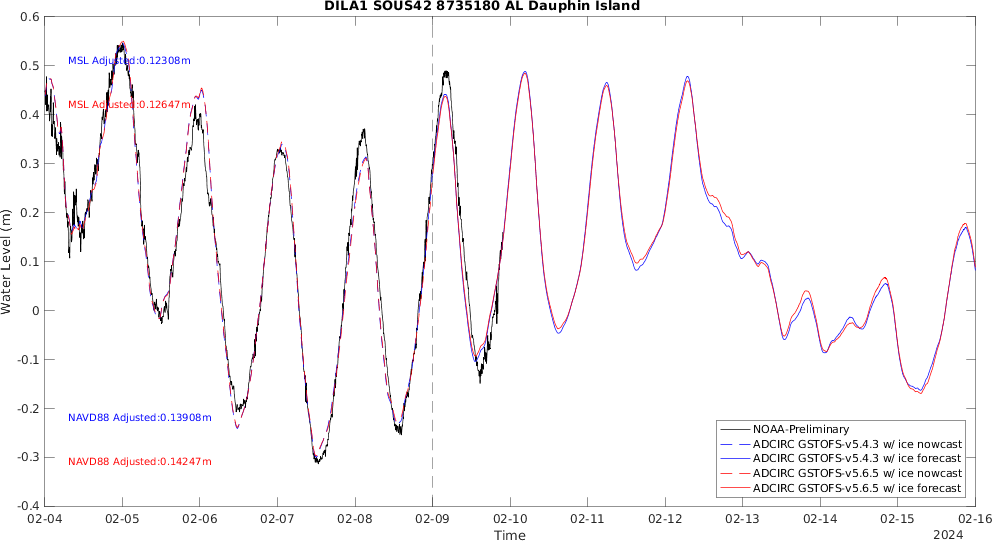 DILA1 SOUS42 8735180 AL Dauphin Island
0.6
0.5
0.4
0.3
0.2
0.1
0
-0.1
-0.2
-0.3
-0.4
Water Level (m)
MSL Adjusted:0.12308m
MSL Adjusted:0.12647m
NAVD88 Adjusted:0.13908m
NAVD88 Adjusted:0.14247m
NOAA-Preliminary
ADCIRC GSTOFS-v5.4.3 w/ ice nowcast
ADCIRC GSTOFS-v5.4.3 w/ ice forecast
ADCIRC GSTOFS-v5.6.5 w/ ice nowcast
ADCIRC GSTOFS-v5.6.5 w/ ice forecast
02-04 02-05 02-06 02-07 02-08 02-09 02-10 02-11 02-12 02-13 02-14 02-15 02-16
Time
2024